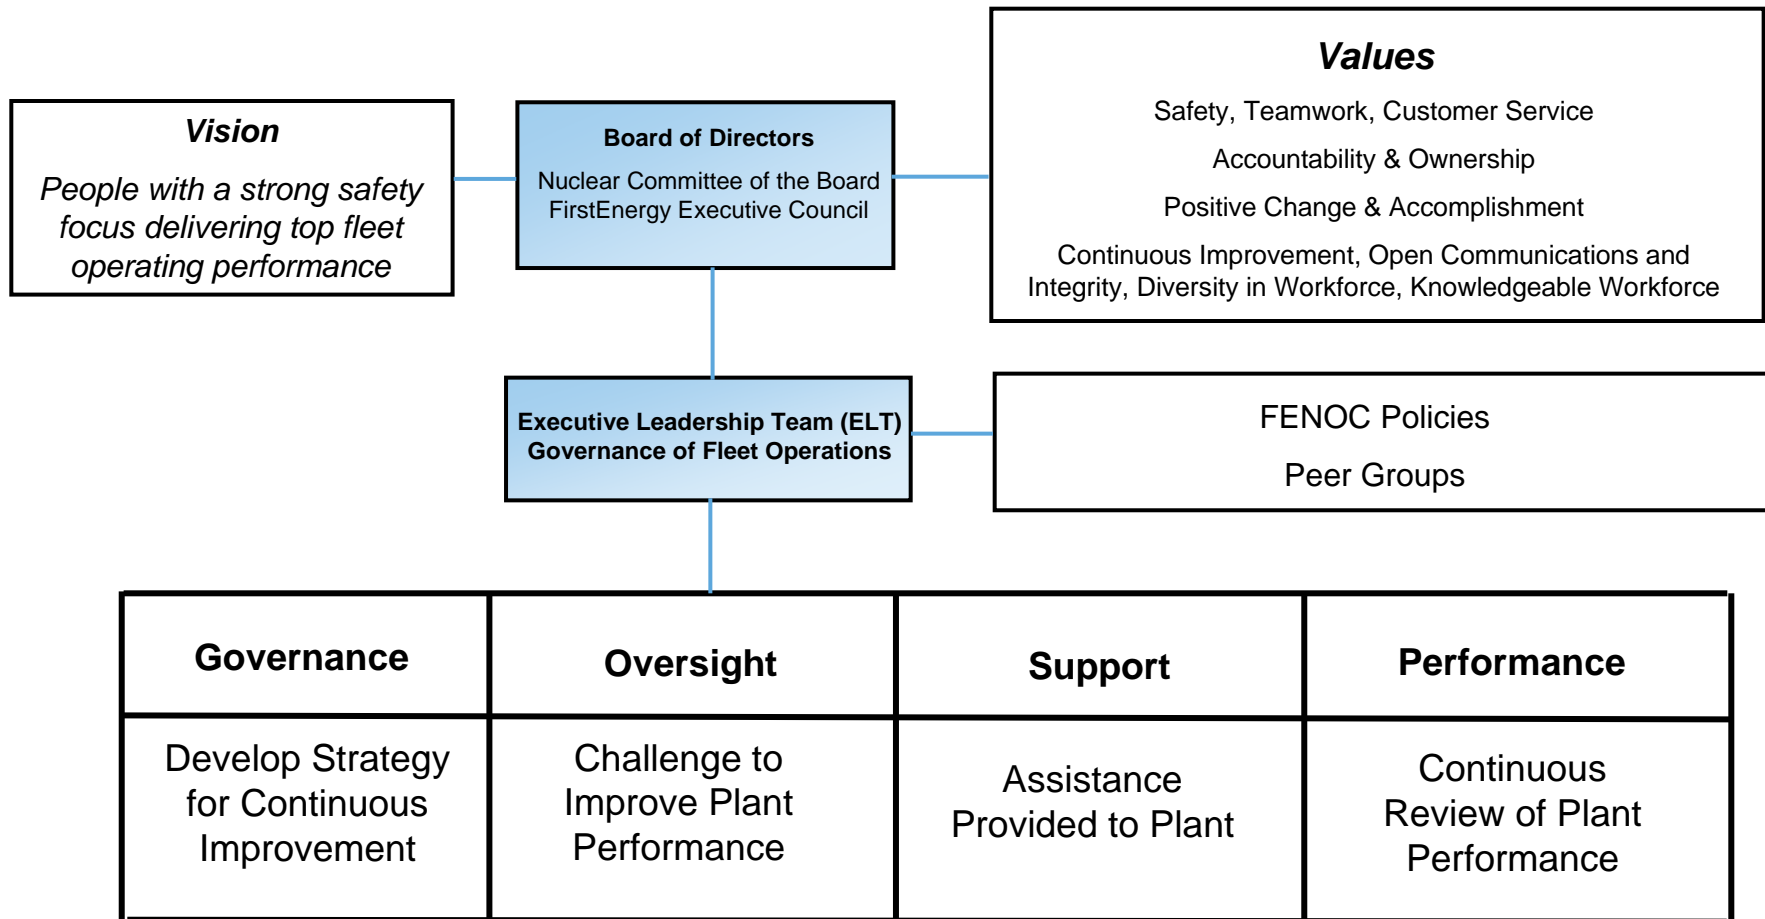 Vision
People with a strong safety
focus delivering top fleet
operating performance
Board of Directors
Nuclear Committee of the Board
FirstEnergy Executive Council
Values
Safety, Teamwork, Customer Service
Accountability & Ownership
Positive Change & Accomplishment
Continuous Improvement, Open Communications and
Integrity, Diversity in Workforce, Knowledgeable Workforce
Executive Leadership Team (ELT)
Governance of Fleet Operations
FENOC Policies
Peer Groups
Governance
Oversight
Support
Performance
Develop Strategy
for Continuous
Improvement
Challenge to
Improve Plant
Performance
Assistance
Provided to Plant
Continuous
Review of Plant
Performance